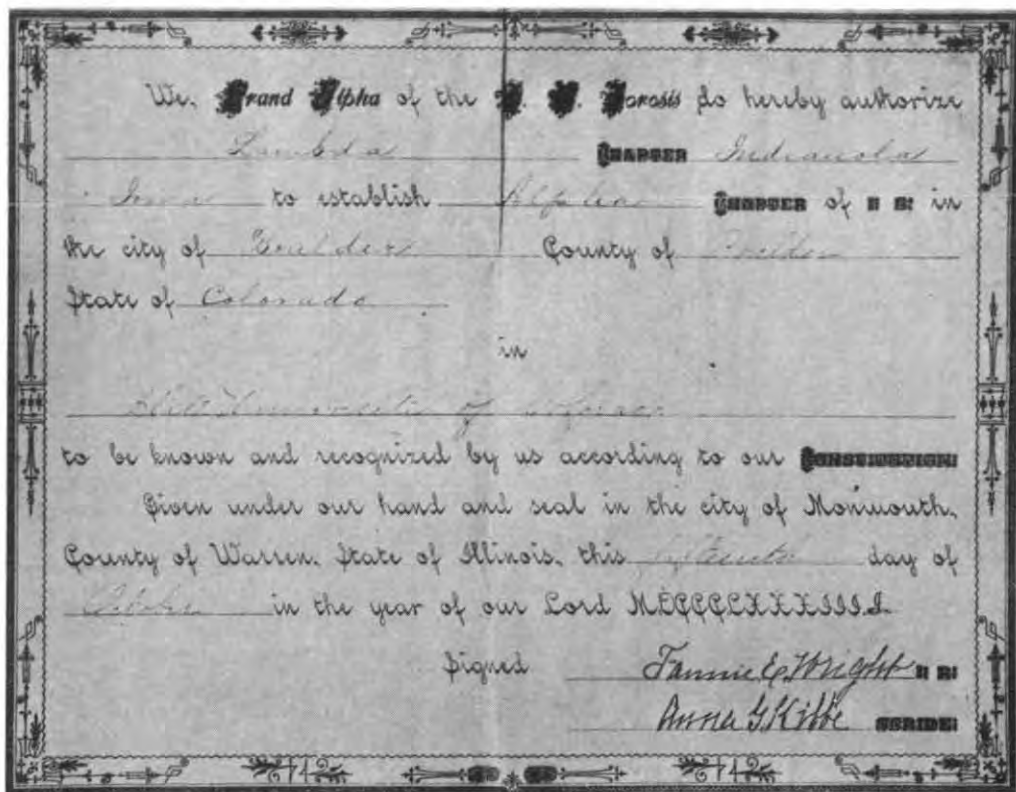 We, Grand Alpha of the I. C. Sorosis do hereby authorize
Lambda CHAPTER Indianola
Iowa to establish Alpha CHAPTER of in
the city of Boulder County of Boulder
State of Colorado
in
University of
to be known and recognized by us according to our CONSTITUTION:
Given under our hand and seal in the city of Monmouth,
County of Warren, State of Illinois, this day of
October in the year of our Lord MDCCCLXXXIIII.
Signed Fannie E. Wright
Anna G. Kibbe SCRIBE: